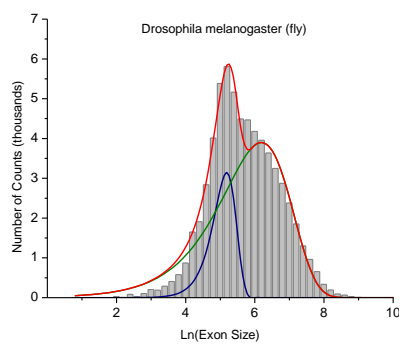 Drosophila melanogaster (fly)
7
6
5
4
3
2
1
0
Number of Counts (thousands)
2 4 6 8 10
Ln(Exon Size)